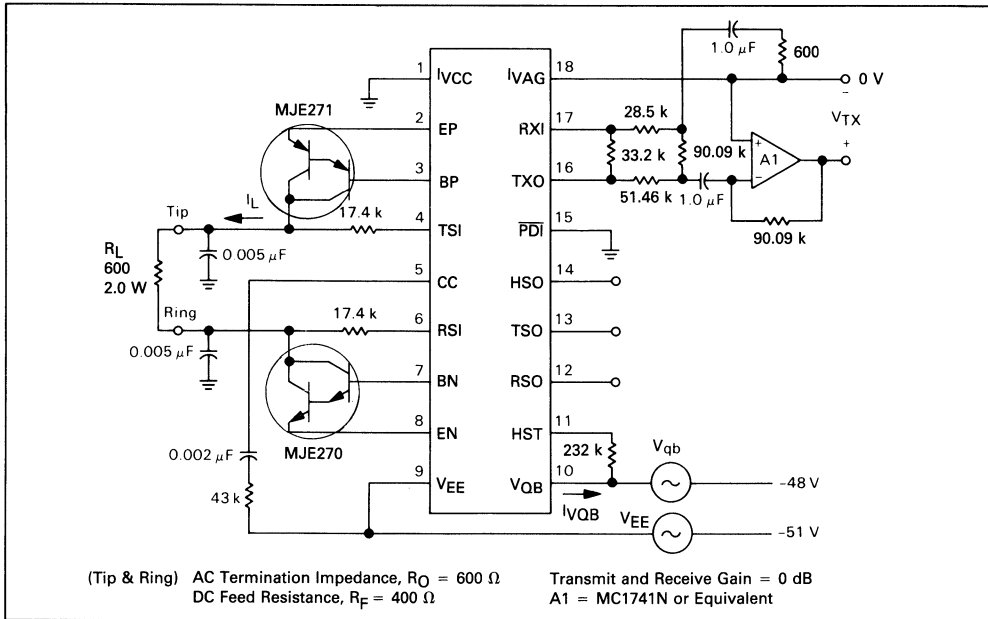 1.0 μF
600
1
IVCC
IVAG
18
0 V
−
MJE271
2
EP
RXI
17
28.5 k
VTX
3
BP
TXO
16
33.2 k
90.09 k
A1
+
−
+
51.46 k
1.0 μF
IL
17.4 k
Tip
4
TSI
PDI
15
90.09 k
RL
600
2.0 W
0.005 μF
5
CC
HSO
14
Ring
17.4 k
6
RSI
TSO
13
0.005 μF
7
BN
RSO
12
8
EN
HST
11
MJE270
232 k
Vqb
0.002 μF
9
VEE
VQB
10
−48 V
43 k
IVQB
VEE
−51 V
(Tip & Ring) AC Termination Impedance, RO = 600 Ω
DC Feed Resistance, RF = 400 Ω
Transmit and Receive Gain = 0 dB
A1 = MC1741N or Equivalent